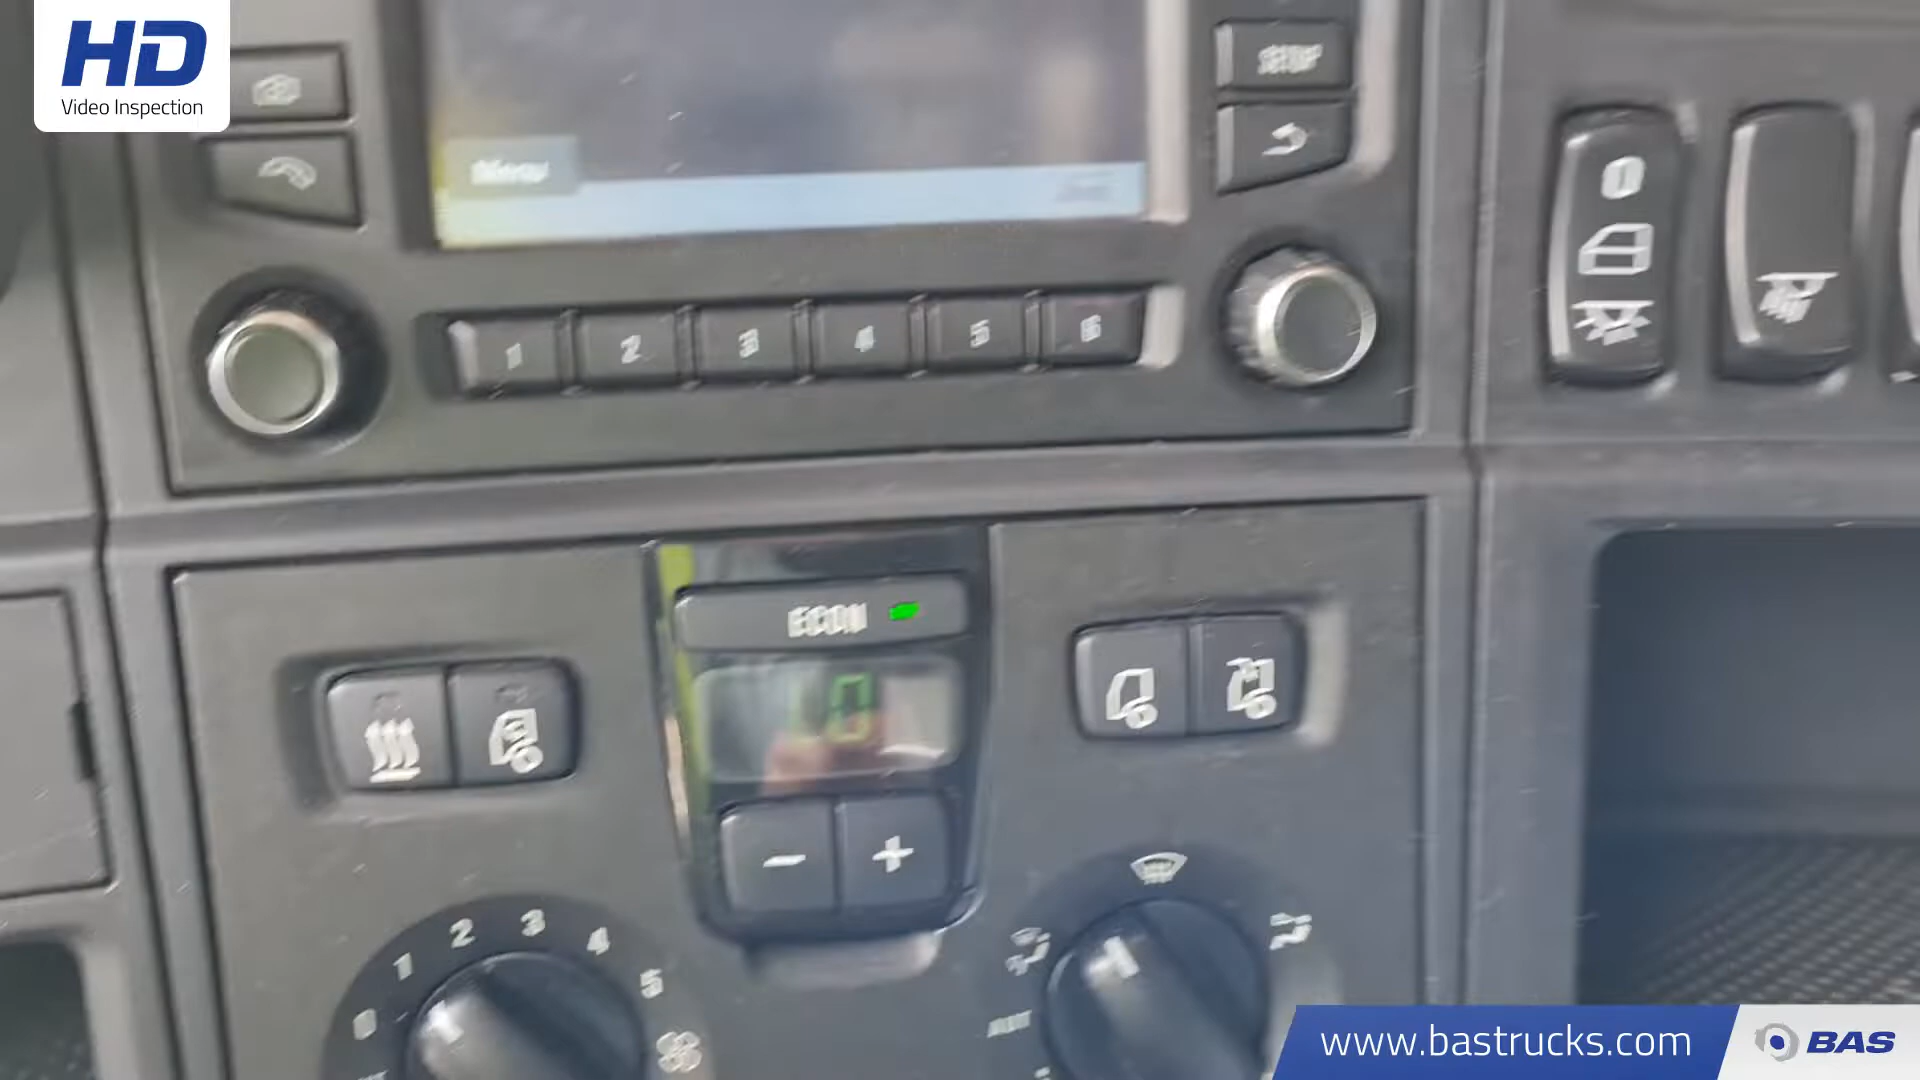 HD
Video Inspection
SETUP
Menu
1 2 3 4 5 6
ECON
0
- +
0 1 2 3 4 5
www.bastrucks.com
BAS